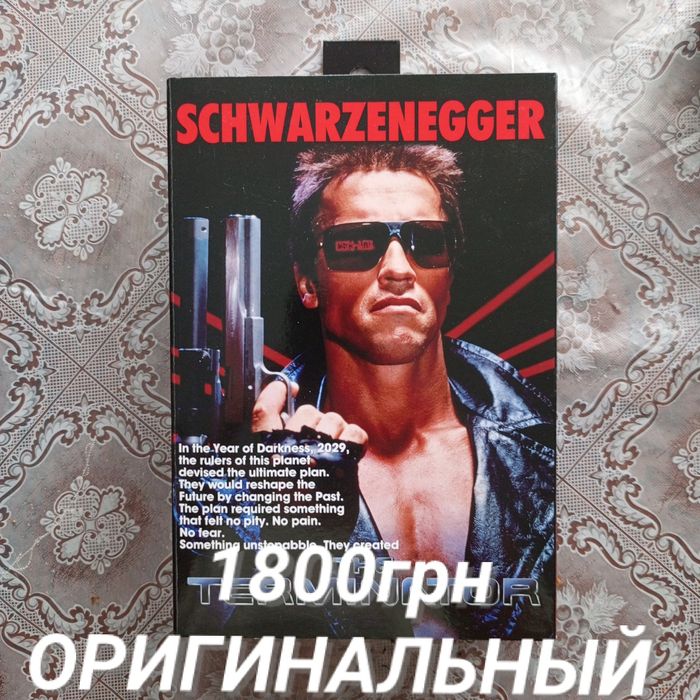 SCHWARZENEGGER
In the Year of Darkness, 2029,
the rulers of this planet
devised the ultimate plan.
They would reshape the
Future by changing the Past.
The plan required something
that felt no pity. No pain.
No fear.
Something unstopabble. They created
1800грн
TERMINATOR
ОРИГИНАЛЬНЫЙ